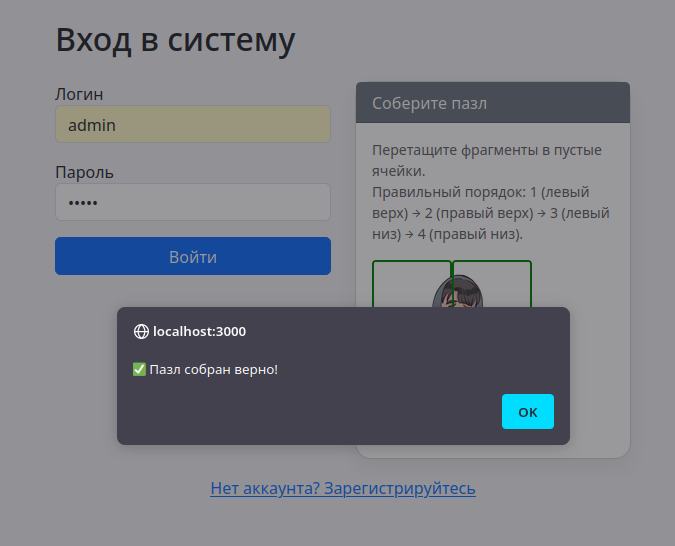 Вход в систему
Логин
admin
Пароль
•••••
Войти
Соберите пазл
Перетащите фрагменты в пустые
ячейки.
Правильный порядок: 1 (левый
верх) → 2 (правый верх) → 3 (левый
низ) → 4 (правый низ).
localhost:3000
✅ Пазл собран верно!
OK
Нет аккаунта? Зарегистрируйтесь